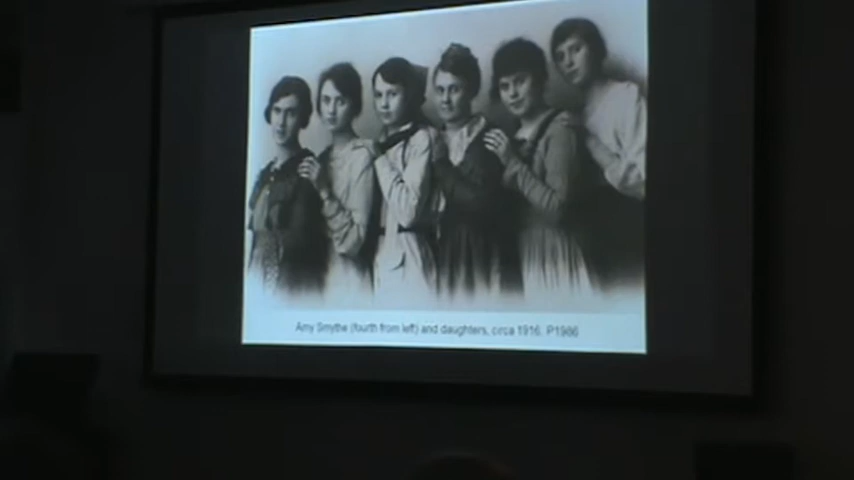 Amy Smythe (fourth from left) and daughters, circa 1916. P1986